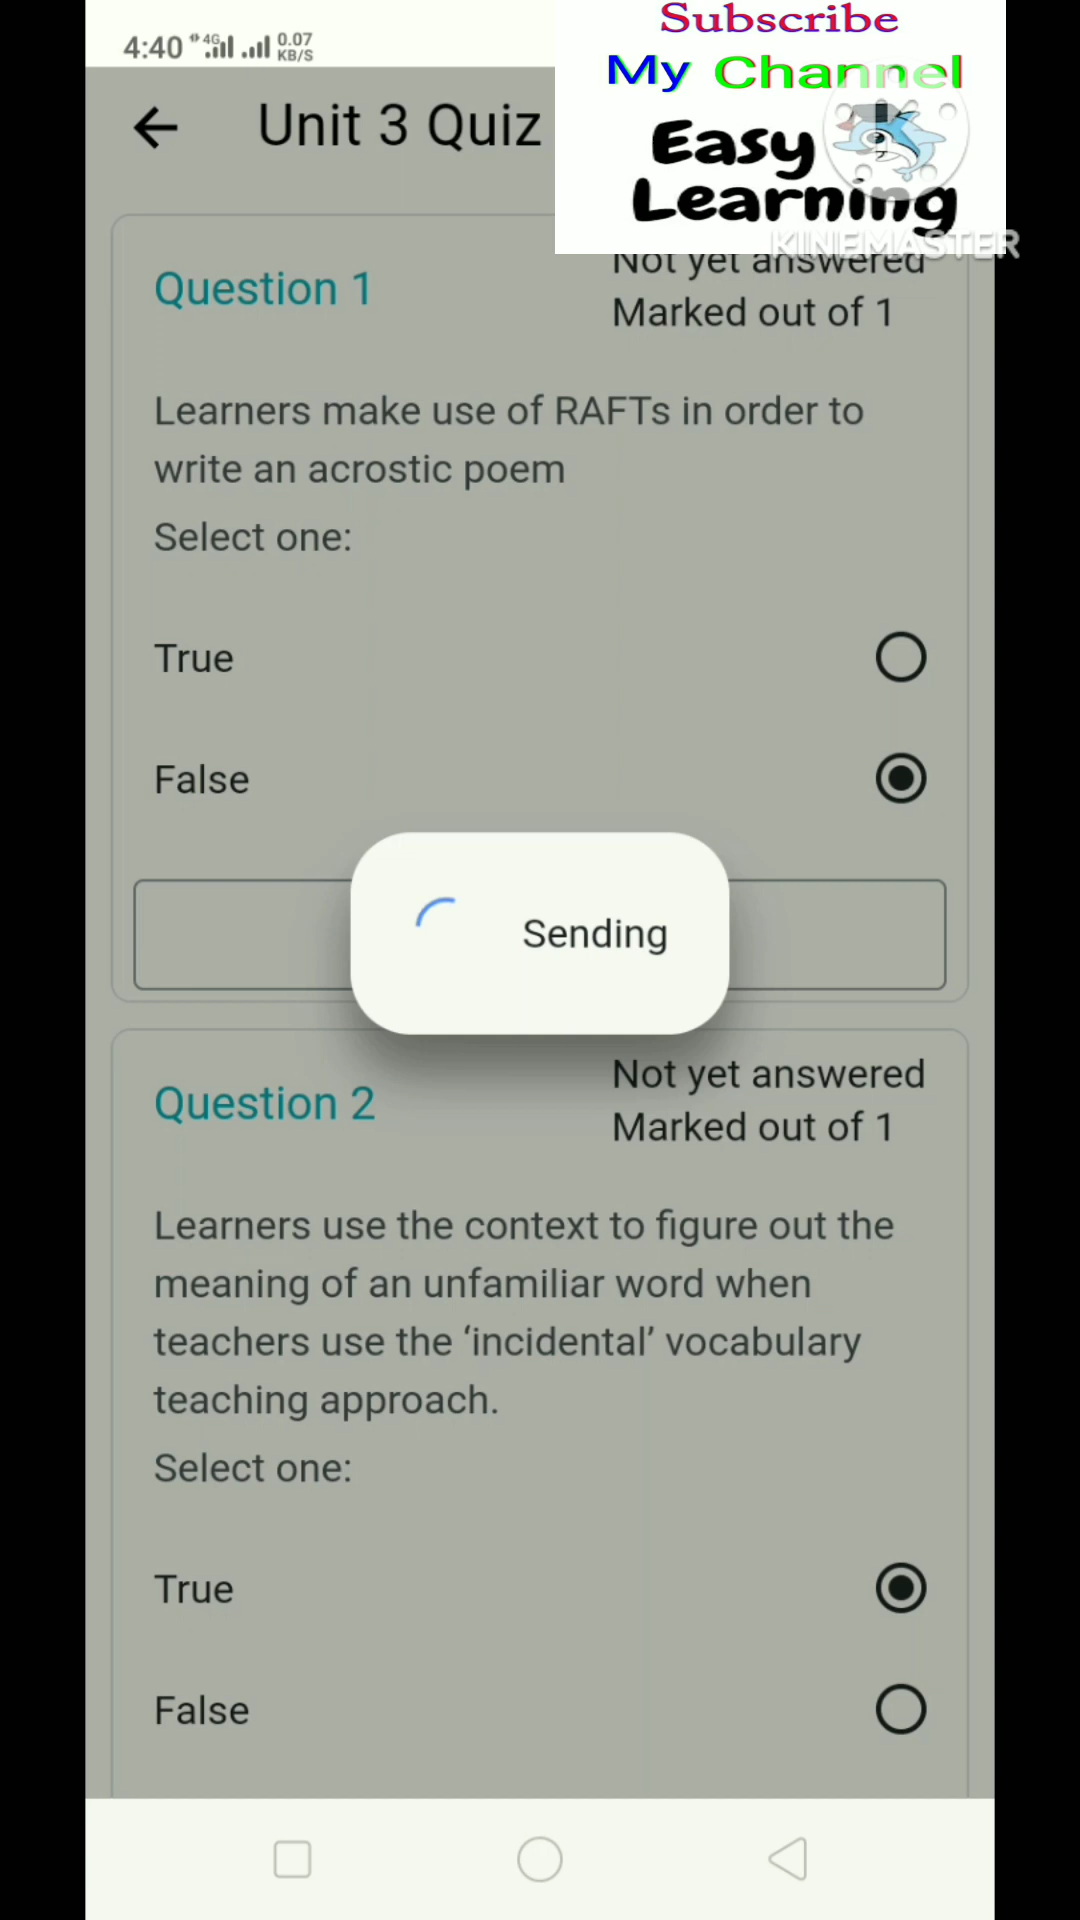 Subscribe
My Channel
Easy
Learning
KINEMASTER
4:40 4G 0.07 KB/S
Unit 3 Quiz
Question 1
Not yet answered
Marked out of 1
Learners make use of RAFTs in order to
write an acrostic poem
Select one:
True
False
Sending
Question 2
Not yet answered
Marked out of 1
Learners use the context to figure out the
meaning of an unfamiliar word when
teachers use the ‘incidental’ vocabulary
teaching approach.
Select one:
True
False